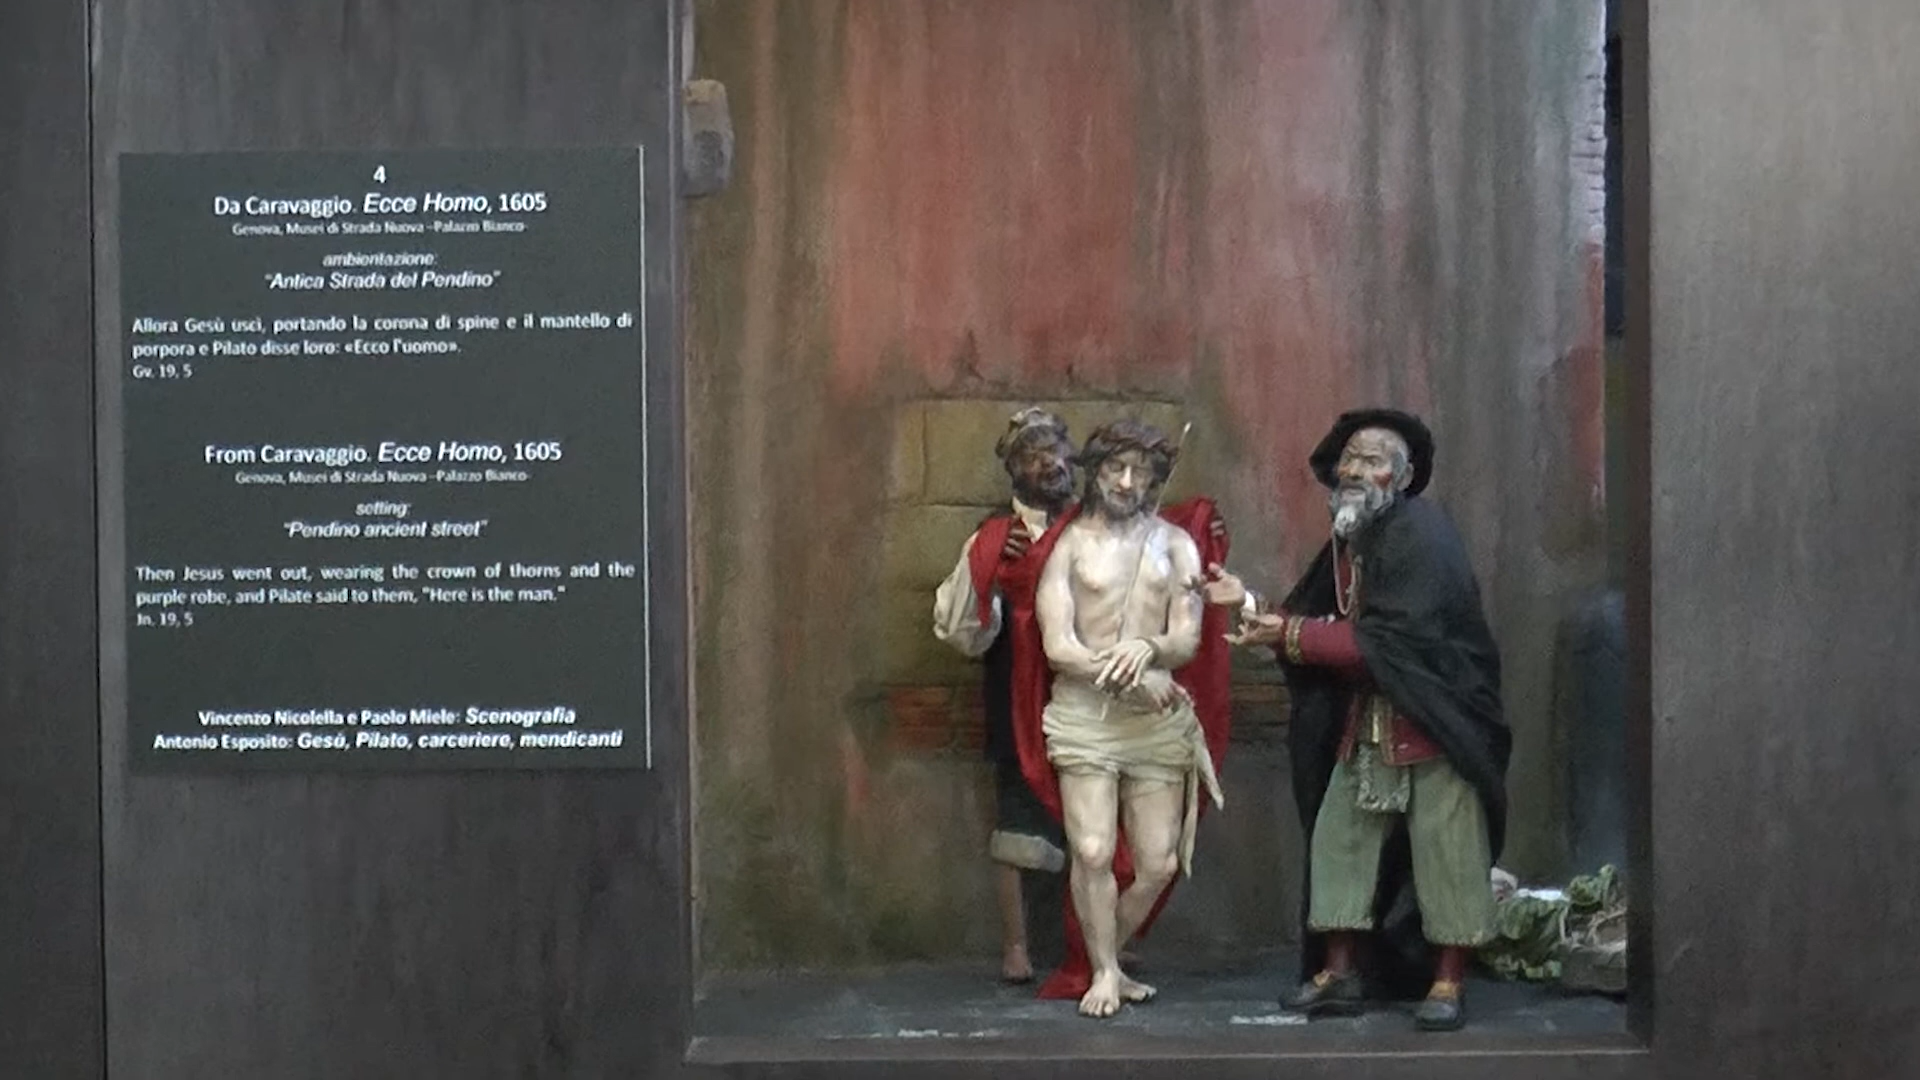 4
Da Caravaggio. Ecce Homo, 1605
Genova, Musei di Strada Nuova -Palazzo Bianco-
ambientazione:
"Antica Strada del Pendino"
Allora Gesù uscì, portando la corona di spine e il mantello di
porpora e Pilato disse loro: «Ecco l'uomo».
Gv. 19, 5
From Caravaggio. Ecce Homo, 1605
Genova, Musei di Strada Nuova -Palazzo Bianco-
setting:
"Pendino ancient street"
Then Jesus went out, wearing the crown of thorns and the
purple robe, and Pilate said to them, "Here is the man."
Jn. 19, 5
Vincenzo Nicolella e Paolo Miele: Scenografia
Antonio Esposito: Gesù, Pilato, carceriere, mendicanti